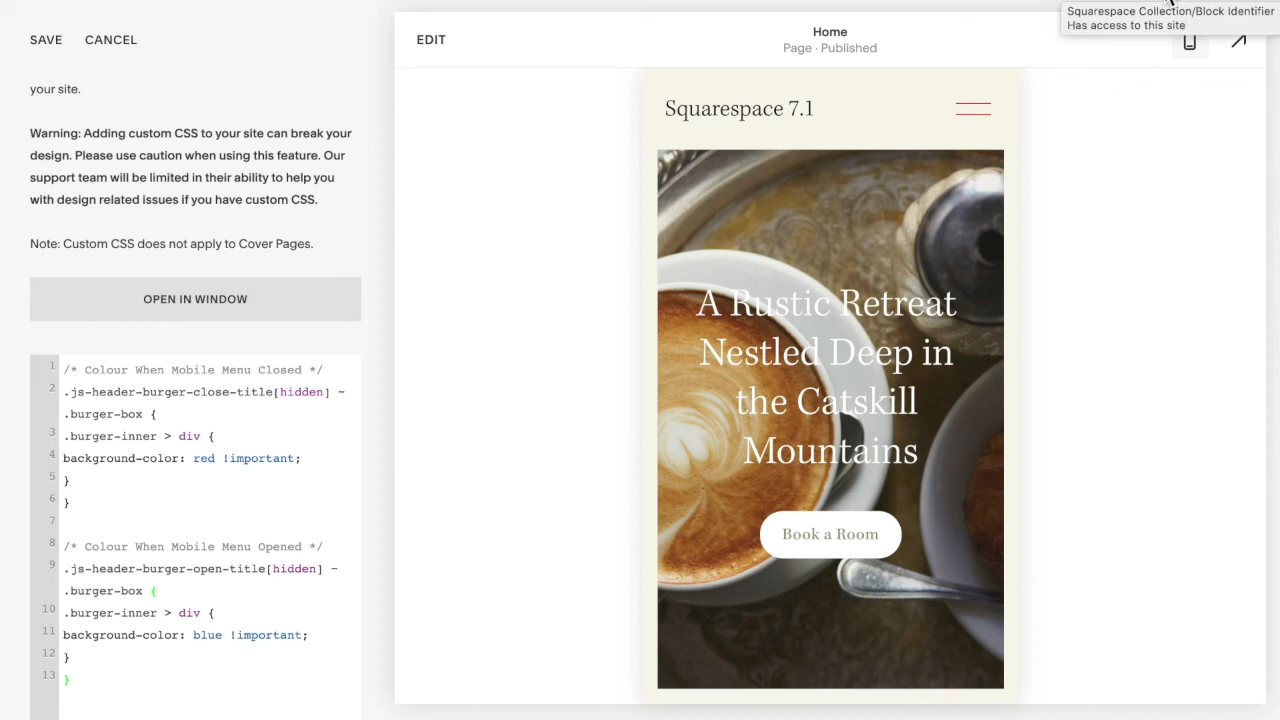 Squarespace Collection/Block Identifier
Has access to this site
SAVE CANCEL
EDIT
Home
Page · Published
your site.
Warning: Adding custom CSS to your site can break your
design. Please use caution when using this feature. Our
support team will be limited in their ability to help you
with design related issues if you have custom CSS.
Note: Custom CSS does not apply to Cover Pages.
OPEN IN WINDOW
1 /* Colour When Mobile Menu Closed */
2 .js-header-burger-close-title[hidden] ~
.burger-box {
3 .burger-inner > div {
4 background-color: red !important;
5 }
6 }
7
8 /* Colour When Mobile Menu Opened */
9 .js-header-burger-open-title[hidden] ~
.burger-box {
10 .burger-inner > div {
11 background-color: blue !important;
12 }
13 }
Squarespace 7.1
A Rustic Retreat
Nestled Deep in
the Catskill
Mountains
Book a Room